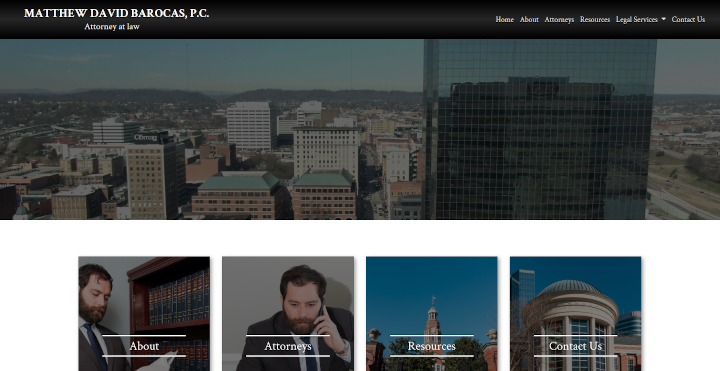 MATTHEW DAVID BAROCAS, P.C.
Attorney at law
Home About Attorneys Resources Legal Services Contact Us
About
Attorneys
Resources
Contact Us